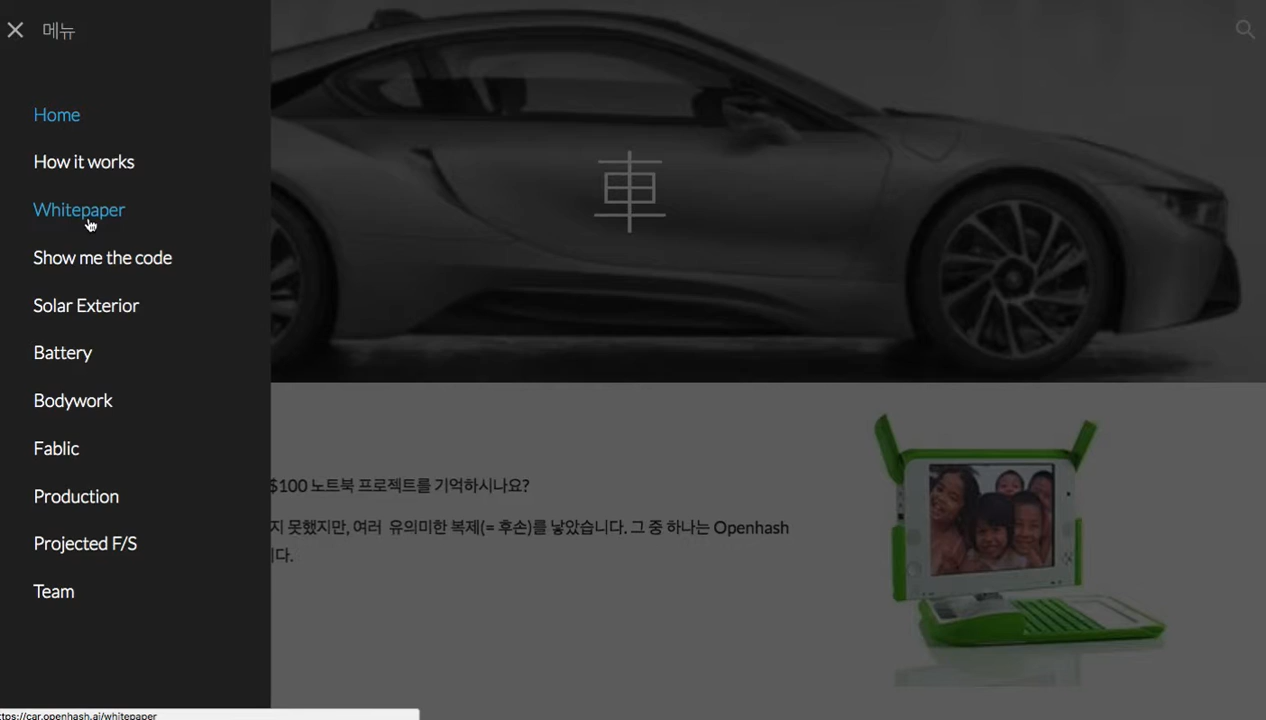 메뉴
車
Home
How it works
Whitepaper
Show me the code
Solar Exterior
Battery
Bodywork
Fablic
Production
Projected F/S
Team
$100 노트북 프로젝트를 기억하시나요?
지 못했지만, 여러 유의미한 복제(= 후손)를 낳았습니다. 그 중 하나는 Openhash
니다.
ttps://car.openhash.ai/whitepaper